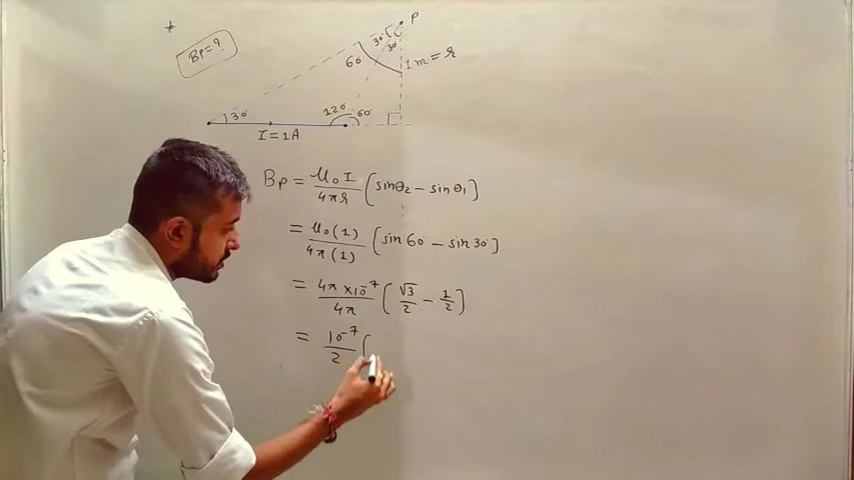 *
P
Bp=?
30°
30°
60°
1m = r
30°
120°
60°
I = 1A
Bp = μ₀I/4πr (sinθ₂ - sinθ₁)
= μ₀(1)/4π(1) (sin 60° - sin 30°)
= 4π × 10⁻⁷/4π (√3/2 - 1/2)
= 10⁻⁷/2 (